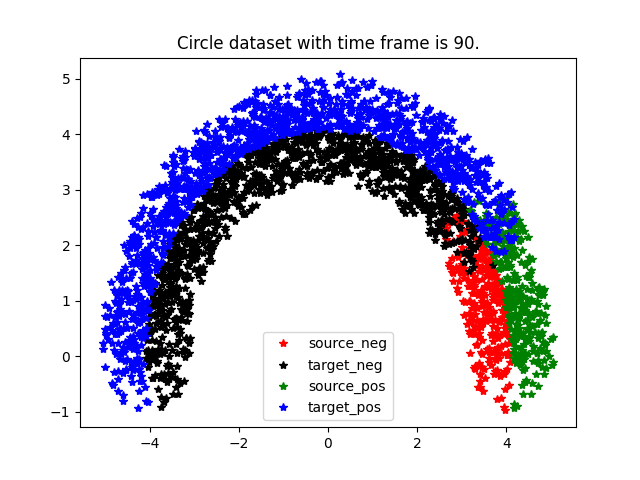 Circle dataset with time frame is 90.
5
4
3
2
1
0
−1
−4
−2
0
2
4
source_neg
target_neg
source_pos
target_pos